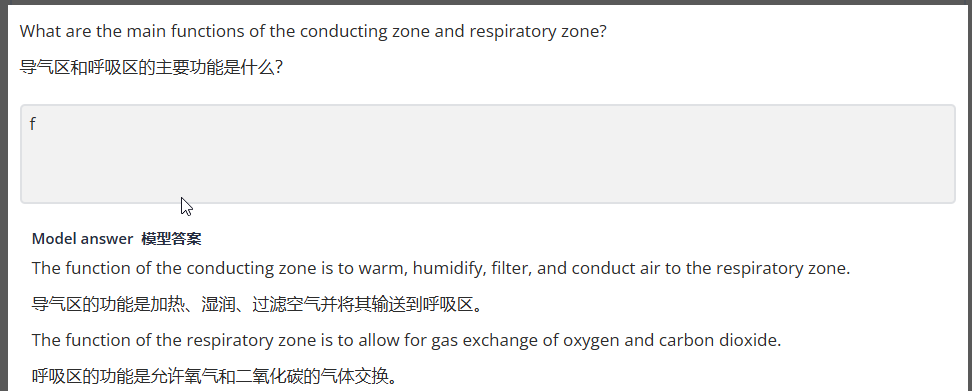 What are the main functions of the conducting zone and respiratory zone?
导气区和呼吸区的主要功能是什么?
f
Model answer 模型答案
The function of the conducting zone is to warm, humidify, filter, and conduct air to the respiratory zone.
导气区的功能是加热、湿润、过滤空气并将其输送到呼吸区。
The function of the respiratory zone is to allow for gas exchange of oxygen and carbon dioxide.
呼吸区的功能是允许氧气和二氧化碳的气体交换。